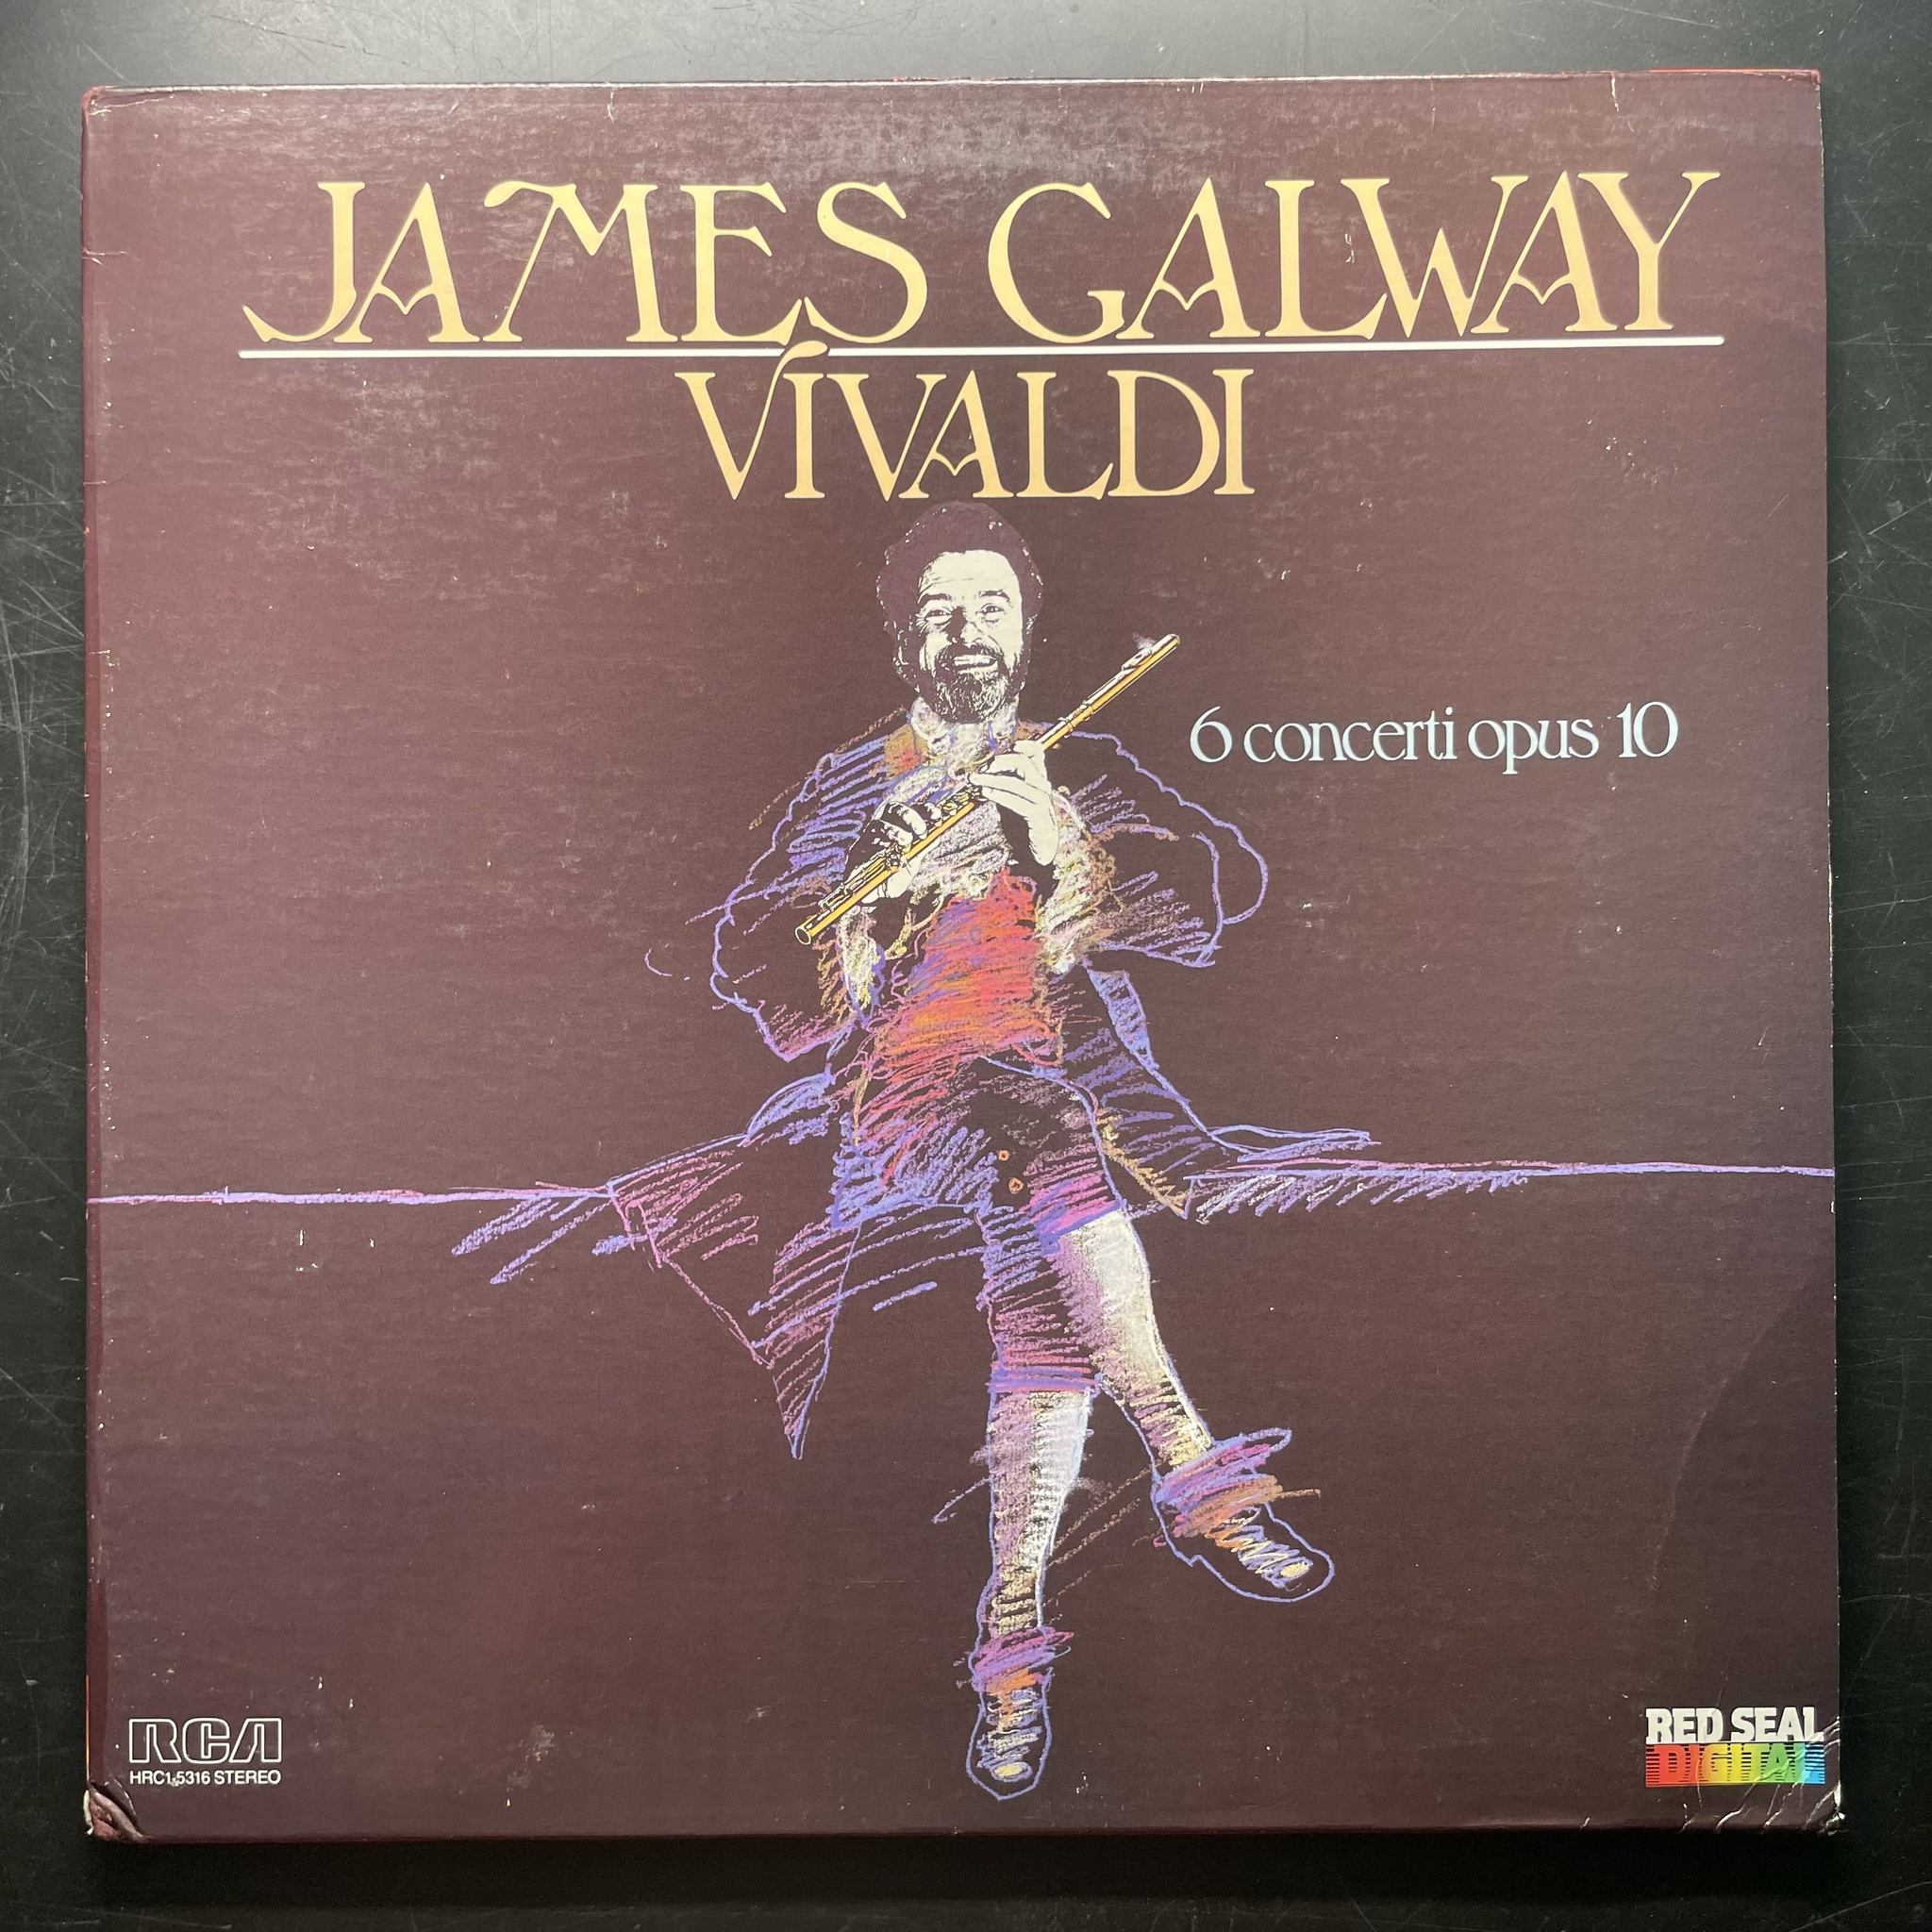 JAMES GALWAY
VIVALDI
6 concerti opus 10
RCA
HRC1-5316 STEREO
RED SEAL
DIGITAL